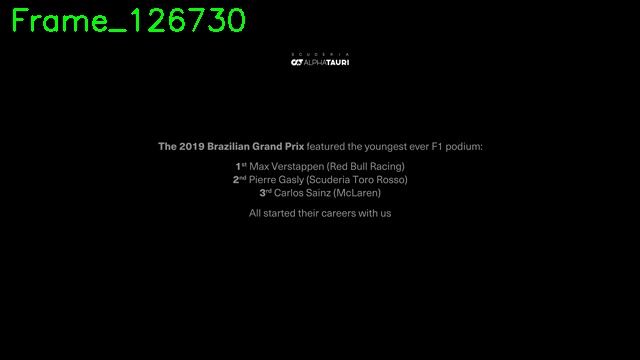 Frame_126730
SCUDERIA
ALPHATAURI
The 2019 Brazilian Grand Prix featured the youngest ever F1 podium:
1st Max Verstappen (Red Bull Racing)
2nd Pierre Gasly (Scuderia Toro Rosso)
3rd Carlos Sainz (McLaren)
All started their careers with us